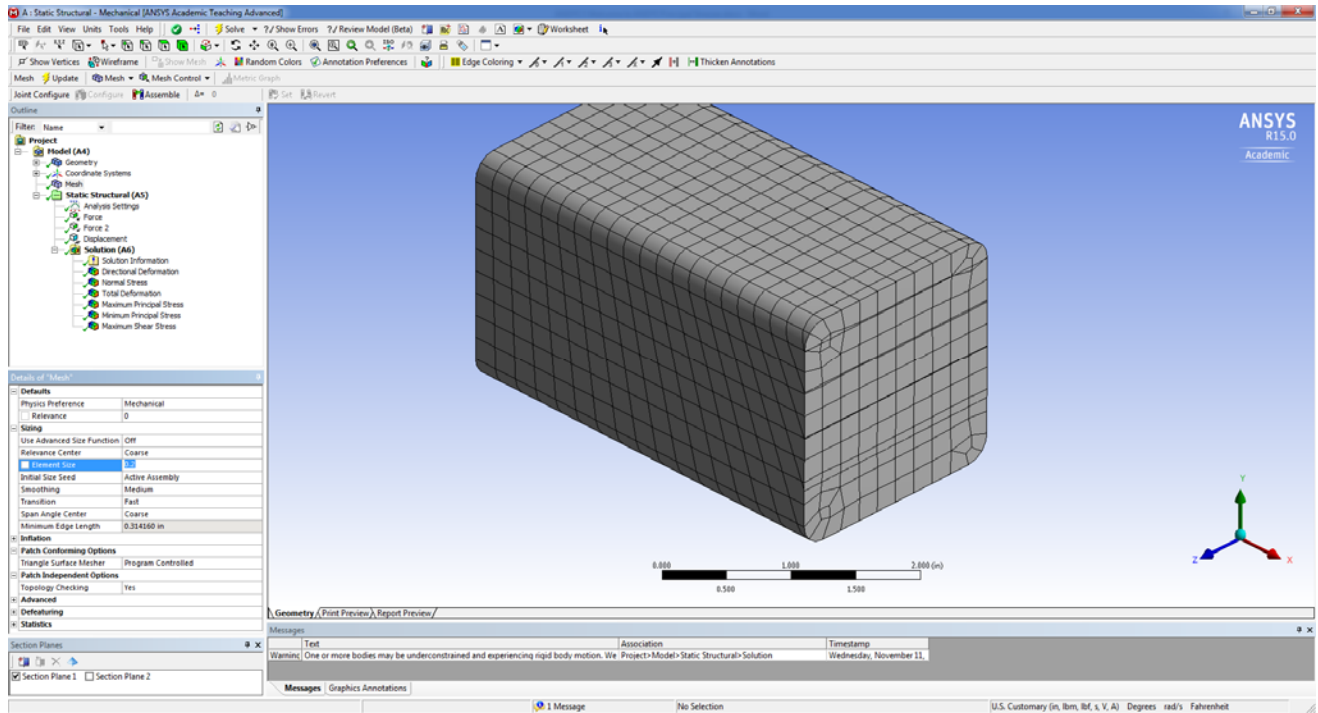 A : Static Structural - Mechanical [ANSYS Academic Teaching Advanced]
File Edit View Units Tools Help Solve ?/ Show Errors ?/ Review Model (Beta) A Worksheet
Show Vertices Wireframe Show Mesh Random Colors Annotation Preferences Edge Coloring Thicken Annotations
Mesh Update Mesh Mesh Control Metric Graph
Joint Configure Configure Assemble Δ= 0 Set Revert
Outline
Filter: Name
Project
Model (A4)
Geometry
Coordinate Systems
Mesh
Static Structural (A5)
Analysis Settings
Force
Force 2
Displacement
Solution (A6)
Solution Information
Directional Deformation
Normal Stress
Total Deformation
Maximum Principal Stress
Minimum Principal Stress
Maximum Shear Stress
Details of "Mesh"
Defaults
Physics Preference Mechanical
Relevance 0
Sizing
Use Advanced Size Function Off
Relevance Center Coarse
Element Size
Initial Size Seed Active Assembly
Smoothing Medium
Transition Fast
Span Angle Center Coarse
Minimum Edge Length 0.314160 in
Inflation
Patch Conforming Options
Triangle Surface Mesher Program Controlled
Patch Independent Options
Topology Checking Yes
Advanced
Defeaturing
Statistics
Section Planes
Section Plane 1 Section Plane 2
ANSYS
R15.0
Academic
Y
Z X
0.000 1.000 2.000 (in)
0.500 1.500
Geometry Print Preview Report Preview
Messages
Text Association Timestamp
Warning One or more bodies may be underconstrained and experiencing rigid body motion. We Project>Model>Static Structural>Solution Wednesday, November 11,
Messages Graphics Annotations
1 Message No Selection U.S. Customary (in, lbm, lbf, s, V, A) Degrees rad/s Fahrenheit